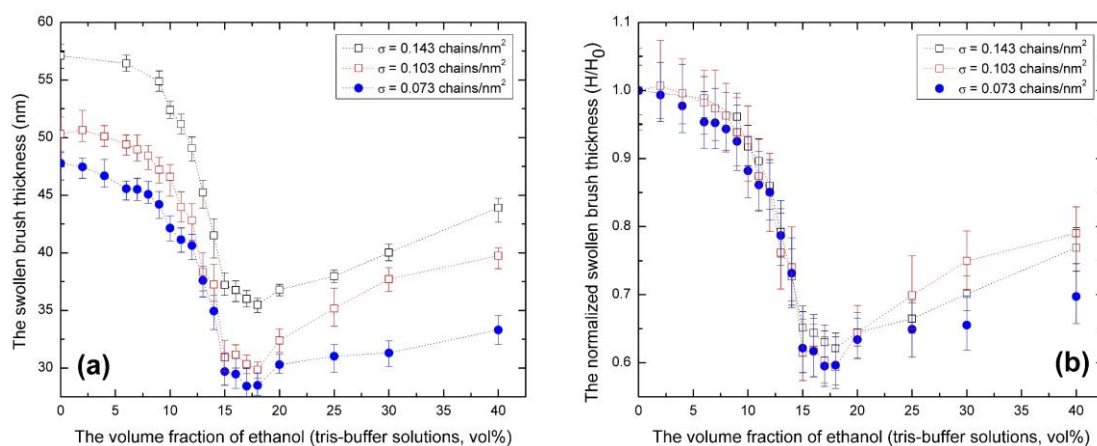 60
55
50
45
40
35
30
The swollen brush thickness (nm)
σ = 0.143 chains/nm²
σ = 0.103 chains/nm²
σ = 0.073 chains/nm²
(a)
0 5 10 15 20 25 30 35 40
The volume fraction of ethanol (tris-buffer solutions, vol%)
1.1
1.0
0.9
0.8
0.7
0.6
The normalized swollen brush thickness (H/H₀)
σ = 0.143 chains/nm²
σ = 0.103 chains/nm²
σ = 0.073 chains/nm²
(b)
0 5 10 15 20 25 30 35 40
The volume fraction of ethanol (tris-buffer solutions, vol%)